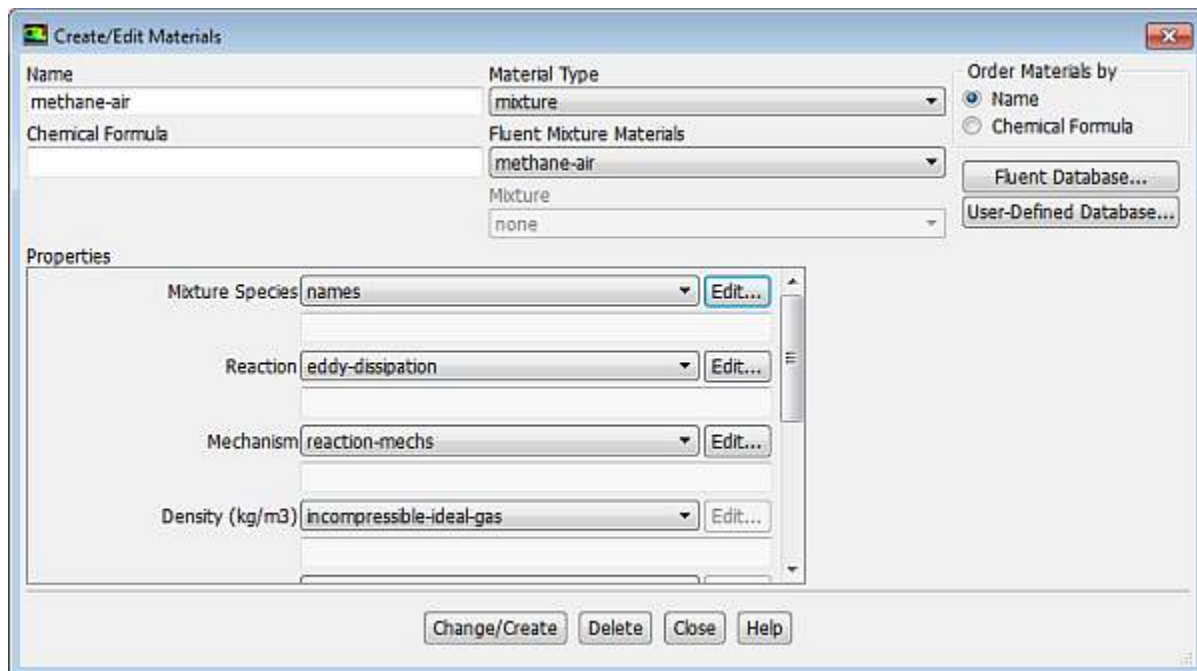 Create/Edit Materials
Name
methane-air
Chemical Formula
Material Type
mixture
Fluent Mixture Materials
methane-air
Mixture
none
Order Materials by
Name
Chemical Formula
Fluent Database...
User-Defined Database...
Properties
Mixture Species names Edit...
Reaction eddy-dissipation Edit...
Mechanism reaction-mechs Edit...
Density (kg/m3) incompressible-ideal-gas Edit...
Change/Create Delete Close Help